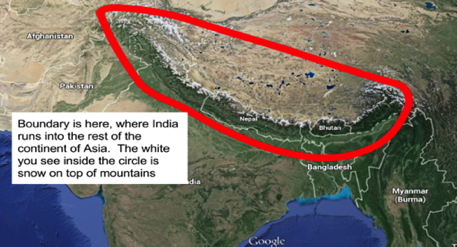 Afghanistan
Pakistan
Boundary is here, where India
runs into the rest of the
continent of Asia.  The white
you see inside the circle is
snow on top of mountains
Nepal
Bhutan
Bangladesh
dia
Myanmar
(Burma)
Google